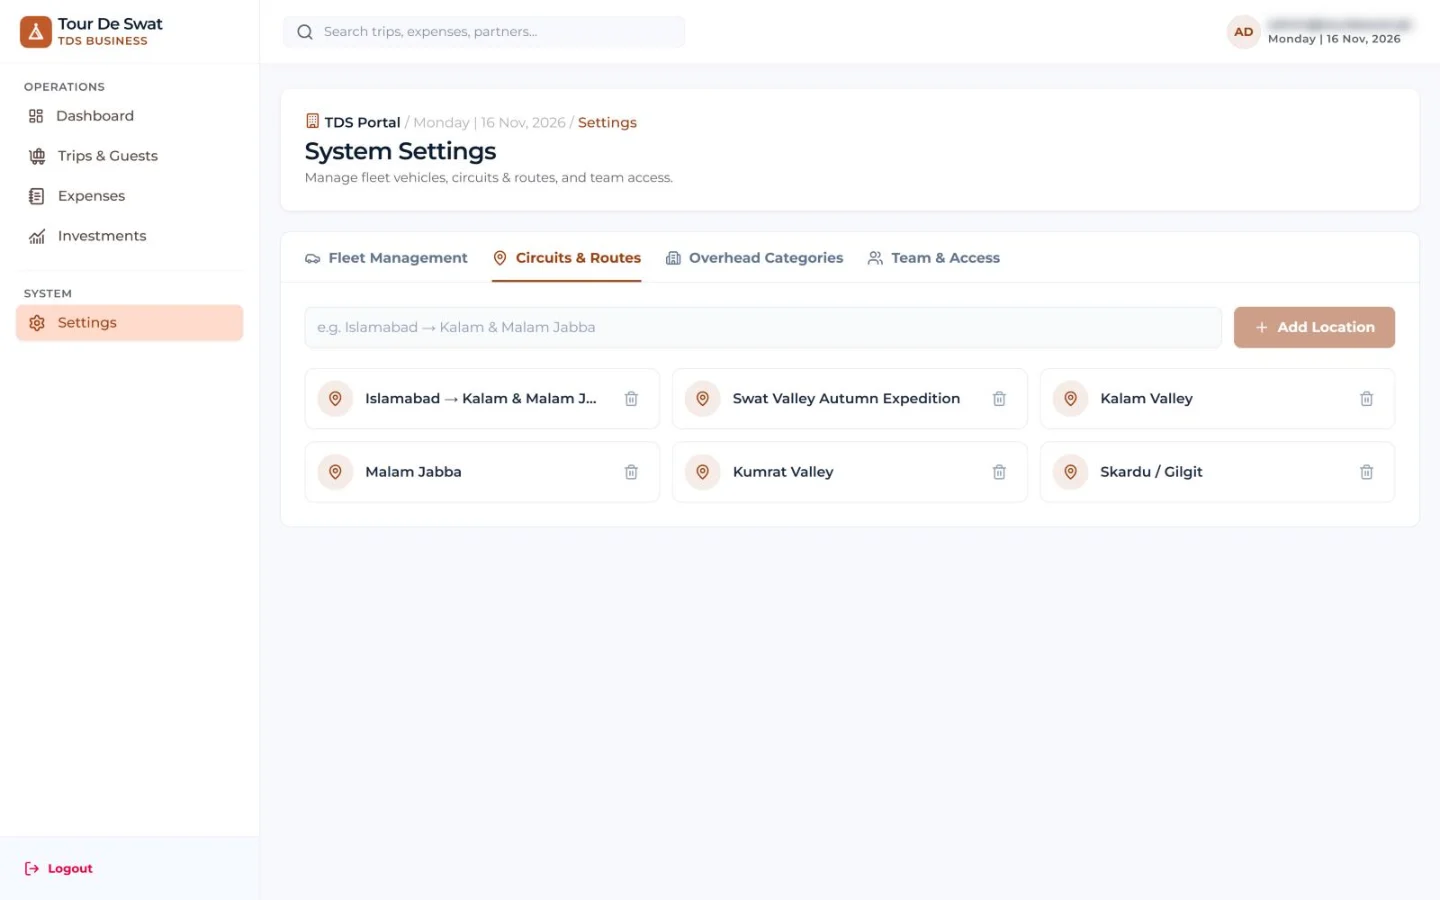 Tour De Swat
TDS BUSINESS
Search trips, expenses, partners...
AD
Monday | 16 Nov, 2026
OPERATIONS
Dashboard
Trips & Guests
Expenses
Investments
SYSTEM
Settings
Logout
TDS Portal / Monday | 16 Nov, 2026 / Settings
System Settings
Manage fleet vehicles, circuits & routes, and team access.
Fleet Management
Circuits & Routes
Overhead Categories
Team & Access
e.g. Islamabad → Kalam & Malam Jabba
+ Add Location
Islamabad → Kalam & Malam J...
Swat Valley Autumn Expedition
Kalam Valley
Malam Jabba
Kumrat Valley
Skardu / Gilgit